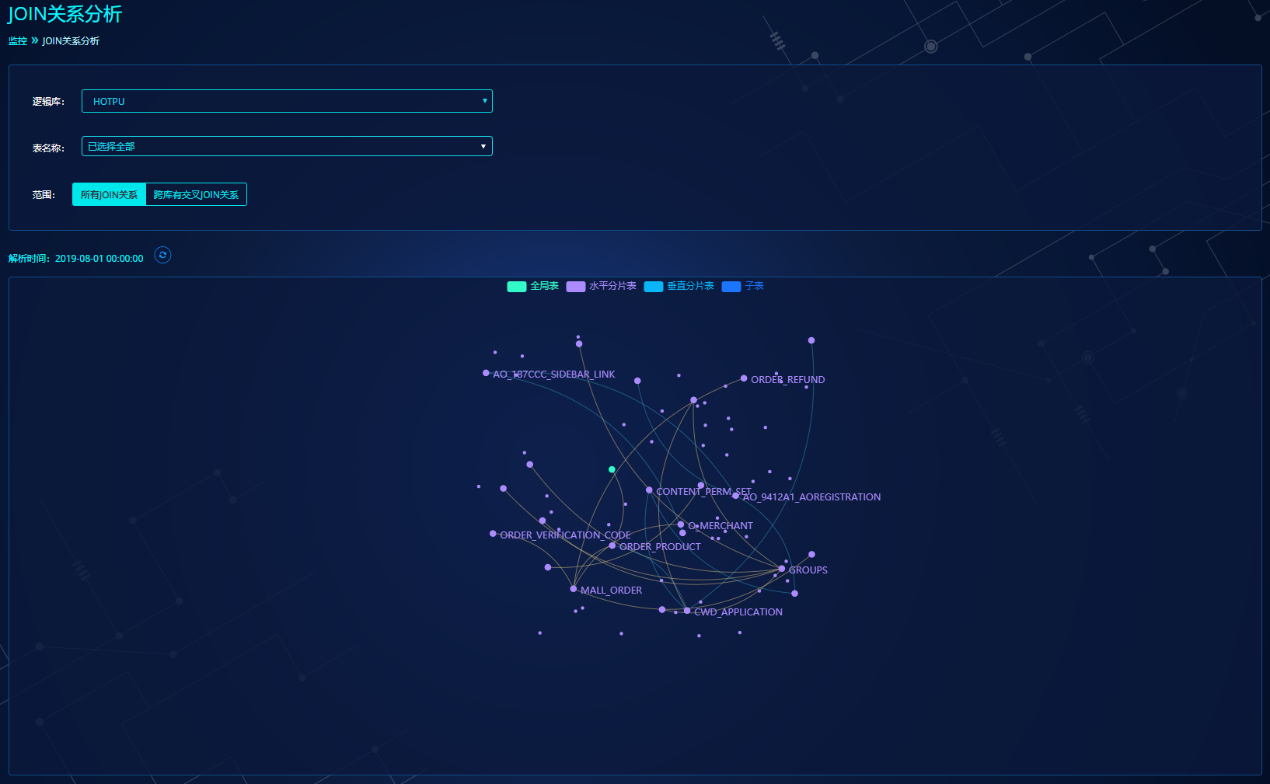 JOIN关系分析
监控 » JOIN关系分析
逻辑库: HOTPU
表名称: 已选择全部
范围: 所有JOIN关系 跨库有交叉JOIN关系
解析时间: 2019-08-01 00:00:00
全局表 水平分片表 垂直分片表 子表
AO_187CCC_SIDEBAR_LINK
ORDER_REFUND
CONTENT_PERM_SET
AO_9412A1_AOREGISTRATION
O_MERCHANT
ORDER_VERIFICATION_CODE
ORDER_PRODUCT
GROUPS
MALL_ORDER
CWD_APPLICATION